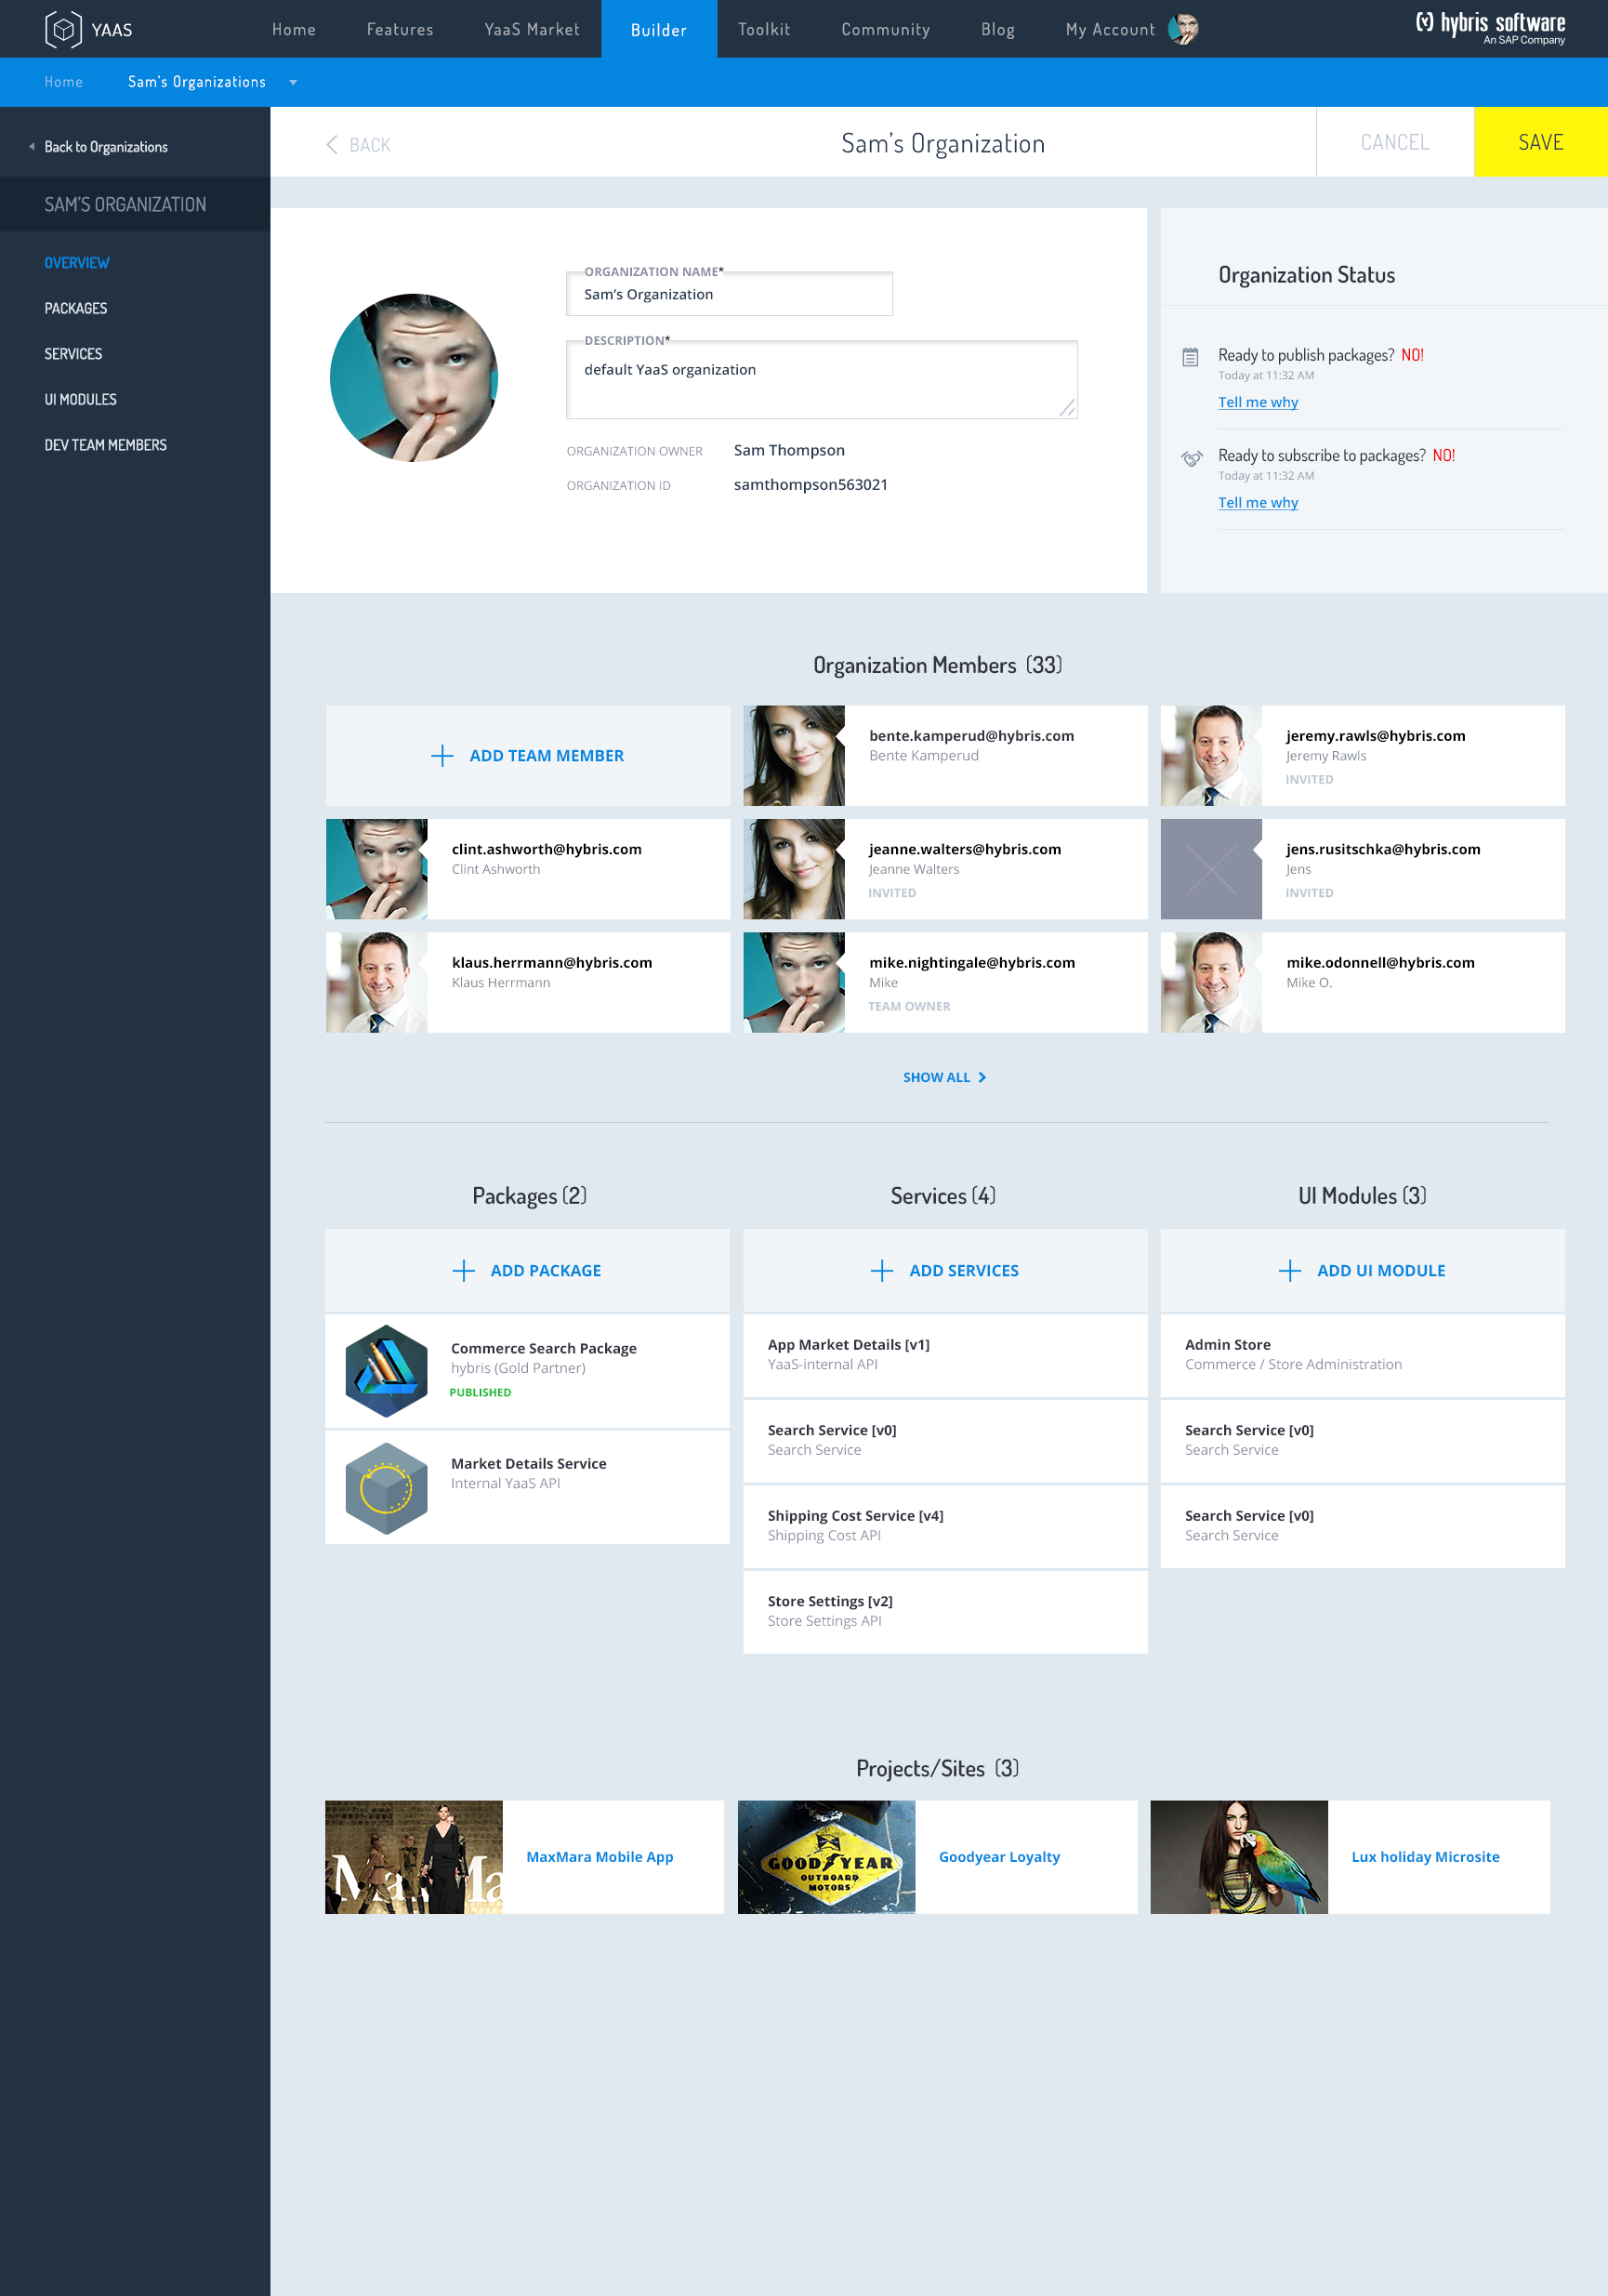 YAAS
Home
Features
YaaS Market
Builder
Toolkit
Community
Blog
My Account
hybris software
An SAP Company
Home
Sam's Organizations
Back to Organizations
SAM'S ORGANIZATION
OVERVIEW
PACKAGES
SERVICES
UI MODULES
DEV TEAM MEMBERS
BACK
Sam's Organization
CANCEL
SAVE
ORGANIZATION NAME*
Sam's Organization
DESCRIPTION*
default YaaS organization
ORGANIZATION OWNER Sam Thompson
ORGANIZATION ID samthompson563021
Organization Status
Ready to publish packages? NO!
Today at 11:32 AM
Tell me why
Ready to subscribe to packages? NO!
Today at 11:32 AM
Tell me why
Organization Members (33)
ADD TEAM MEMBER
bente.kamperud@hybris.com
Bente Kamperud
jeremy.rawls@hybris.com
Jeremy Rawls
INVITED
clint.ashworth@hybris.com
Clint Ashworth
jeanne.walters@hybris.com
Jeanne Walters
INVITED
jens.rusitschka@hybris.com
Jens
INVITED
klaus.herrmann@hybris.com
Klaus Herrmann
mike.nightingale@hybris.com
Mike
TEAM OWNER
mike.odonnell@hybris.com
Mike O.
SHOW ALL
Packages (2)
ADD PACKAGE
Commerce Search Package
hybris (Gold Partner)
PUBLISHED
Market Details Service
Internal YaaS API
Services (4)
ADD SERVICES
App Market Details [v1]
YaaS-internal API
Search Service [v0]
Search Service
Shipping Cost Service [v4]
Shipping Cost API
Store Settings [v2]
Store Settings API
UI Modules (3)
ADD UI MODULE
Admin Store
Commerce / Store Administration
Search Service [v0]
Search Service
Search Service [v0]
Search Service
Projects/Sites (3)
MaxMara Mobile App
GOOD YEAR
OUTBOARD
MOTORS
Goodyear Loyalty
Lux holiday Microsite